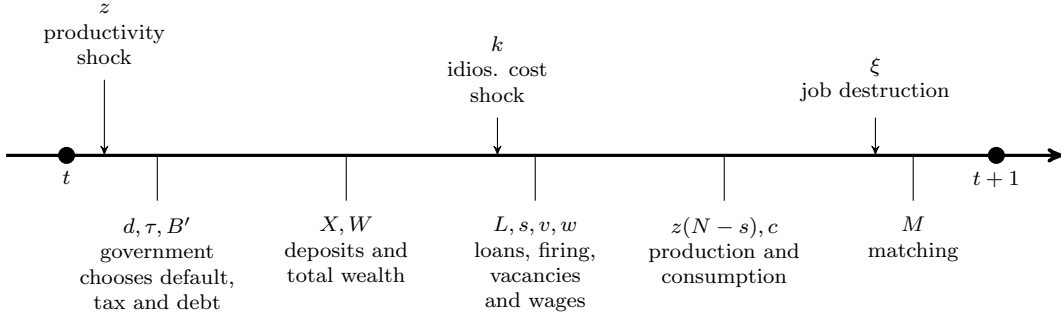 z
productivity
shock
k
idios. cost
shock
ξ
job destruction
t
t + 1
d, τ, B′
government
chooses default,
tax and debt
X, W
deposits and
total wealth
L, s, v, w
loans, firing,
vacancies
and wages
z(N − s), c
production and
consumption
M
matching